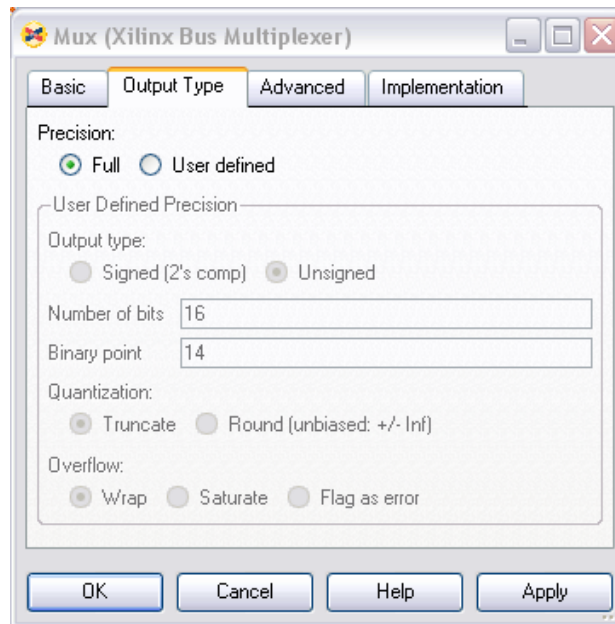 Mux (Xilinx Bus Multiplexer)
Basic Output Type Advanced Implementation
Precision:
Full User defined
User Defined Precision
Output type:
Signed (2's comp) Unsigned
Number of bits 16
Binary point 14
Quantization:
Truncate Round (unbiased: +/- Inf)
Overflow:
Wrap Saturate Flag as error
OK Cancel Help Apply